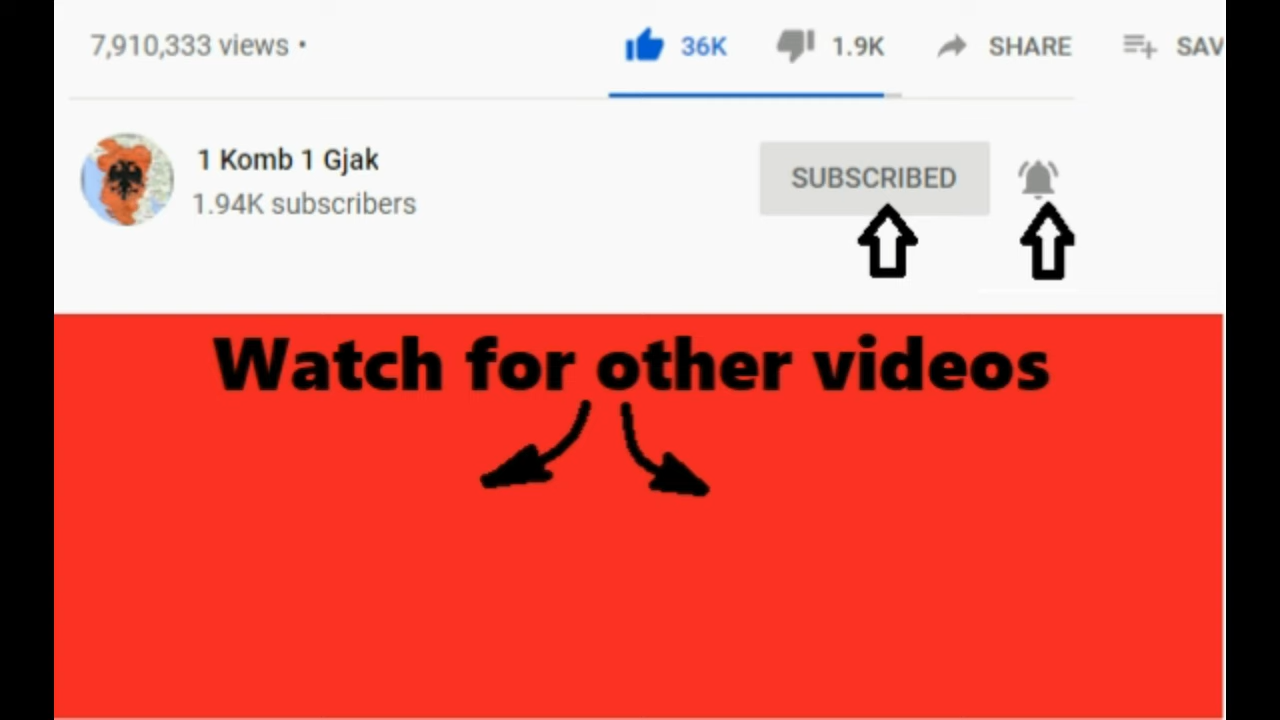 7,910,333 views •
36K
1.9K
SHARE
SAV
1 Komb 1 Gjak
1.94K subscribers
SUBSCRIBED
Watch for other videos